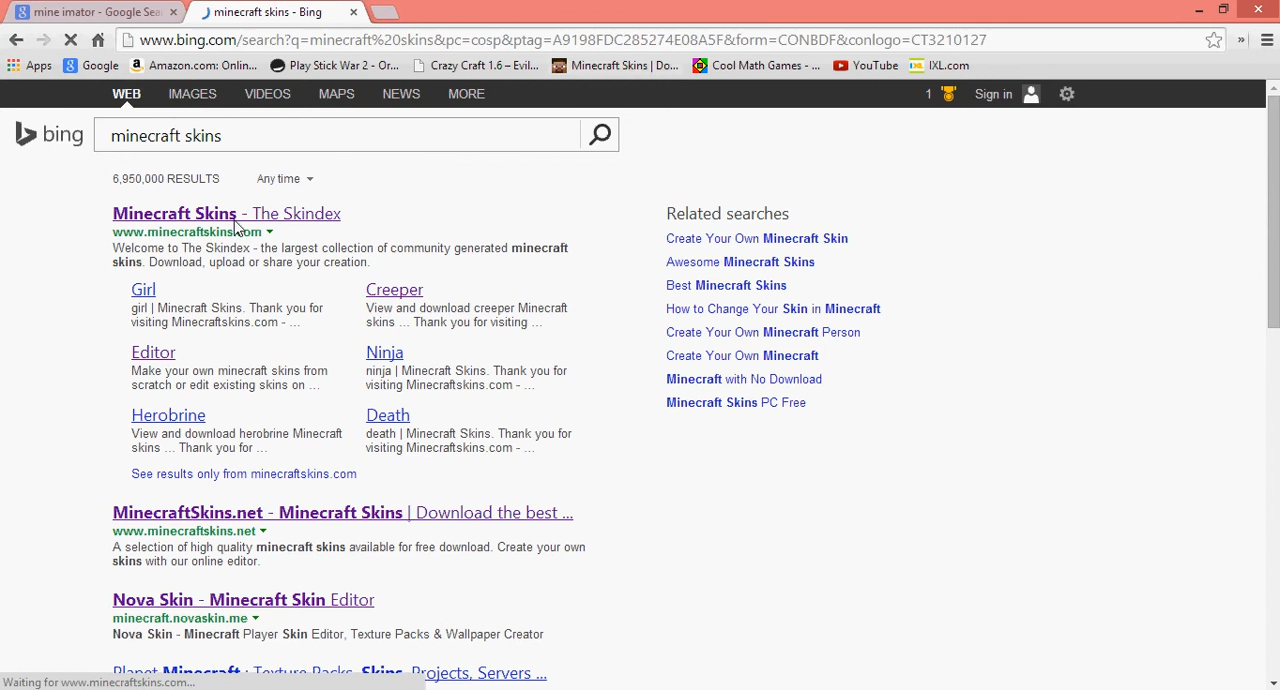 mine imator - Google Sea
minecraft skins - Bing
www.bing.com/search?q=minecraft%20skins&pc=cosp&ptag=A9198FDC285274E08A5F&form=CONBDF&conlogo=CT3210127
Apps Google Amazon.com: Onlin... Play Stick War 2 - Or... Crazy Craft 1.6 – Evil... Minecraft Skins | Do... Cool Math Games - ... YouTube IXL.com
WEB IMAGES VIDEOS MAPS NEWS MORE 1 Sign in
bing minecraft skins
6,950,000 RESULTS Any time
Minecraft Skins - The Skindex
www.minecraftskins.com
Welcome to The Skindex - the largest collection of community generated minecraft
skins. Download, upload or share your creation.
Girl
girl | Minecraft Skins. Thank you for
visiting Minecraftskins.com - ...
Creeper
View and download creeper Minecraft
skins ... Thank you for visiting ...
Editor
Make your own minecraft skins from
scratch or edit existing skins on ...
Ninja
ninja | Minecraft Skins. Thank you for
visiting Minecraftskins.com - ...
Herobrine
View and download herobrine Minecraft
skins ... Thank you for ...
Death
death | Minecraft Skins. Thank you for
visiting Minecraftskins.com - ...
See results only from minecraftskins.com
MinecraftSkins.net - Minecraft Skins | Download the best ...
www.minecraftskins.net
A selection of high quality minecraft skins available for free download. Create your own
skins with our online editor.
Nova Skin - Minecraft Skin Editor
minecraft.novaskin.me
Nova Skin - Minecraft Player Skin Editor, Texture Packs & Wallpaper Creator
Planet Minecraft : Texture Packs, Skins, Projects, Servers ...
Related searches
Create Your Own Minecraft Skin
Awesome Minecraft Skins
Best Minecraft Skins
How to Change Your Skin in Minecraft
Create Your Own Minecraft Person
Create Your Own Minecraft
Minecraft with No Download
Minecraft Skins PC Free
Waiting for www.minecraftskins.com...